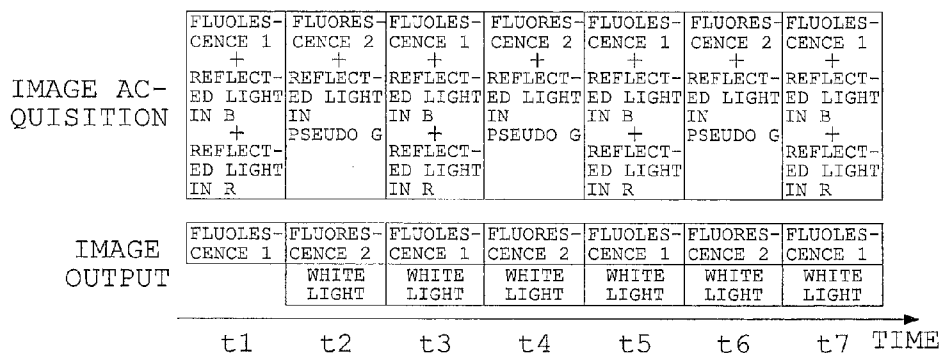 IMAGE AC-
QUISITION
FLUOLES-
CENCE 1
+
REFLECT-
ED LIGHT
IN B
+
REFLECT-
ED LIGHT
IN R
FLUORES-
CENCE 2
+
REFLECT-
ED LIGHT
IN
PSEUDO G
FLUOLES-
CENCE 1
+
REFLECT-
ED LIGHT
IN B
+
REFLECT-
ED LIGHT
IN R
FLUORES-
CENCE 2
+
REFLECT-
ED LIGHT
IN
PSEUDO G
FLUOLES-
CENCE 1
+
REFLECT-
ED LIGHT
IN B
+
REFLECT-
ED LIGHT
IN R
FLUORES-
CENCE 2
+
REFLECT-
ED LIGHT
IN
PSEUDO G
FLUOLES-
CENCE 1
+
REFLECT-
ED LIGHT
IN B
+
REFLECT-
ED LIGHT
IN R
IMAGE
OUTPUT
FLUOLES-
CENCE 1
FLUORES-
CENCE 2
FLUOLES-
CENCE 1
FLUORES-
CENCE 2
FLUOLES-
CENCE 1
FLUORES-
CENCE 2
FLUOLES-
CENCE 1
WHITE
LIGHT
WHITE
LIGHT
WHITE
LIGHT
WHITE
LIGHT
WHITE
LIGHT
WHITE
LIGHT
t1 t2 t3 t4 t5 t6 t7 TIME